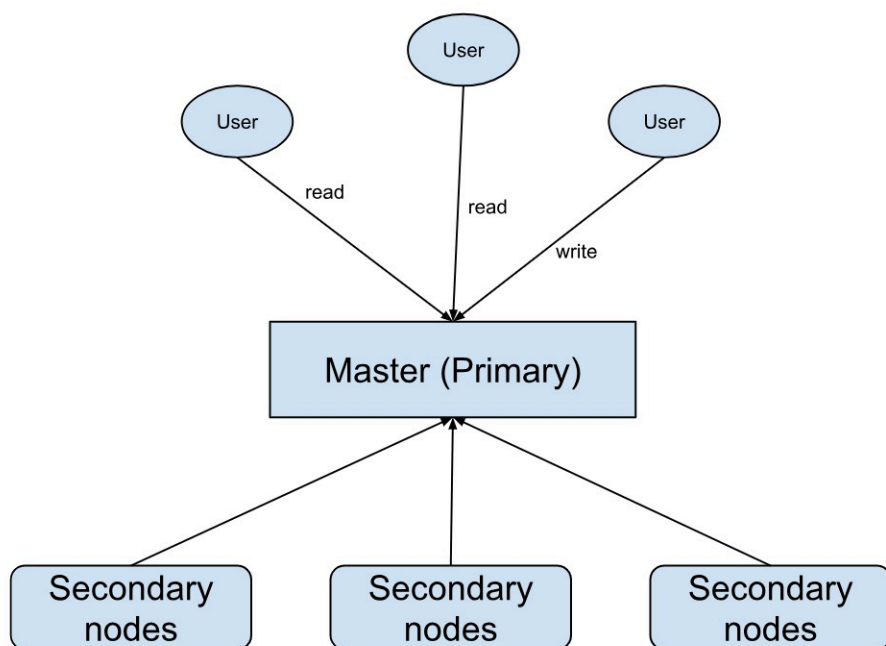 User
User
User
read
read
write
Master (Primary)
Secondary
nodes
Secondary
nodes
Secondary
nodes